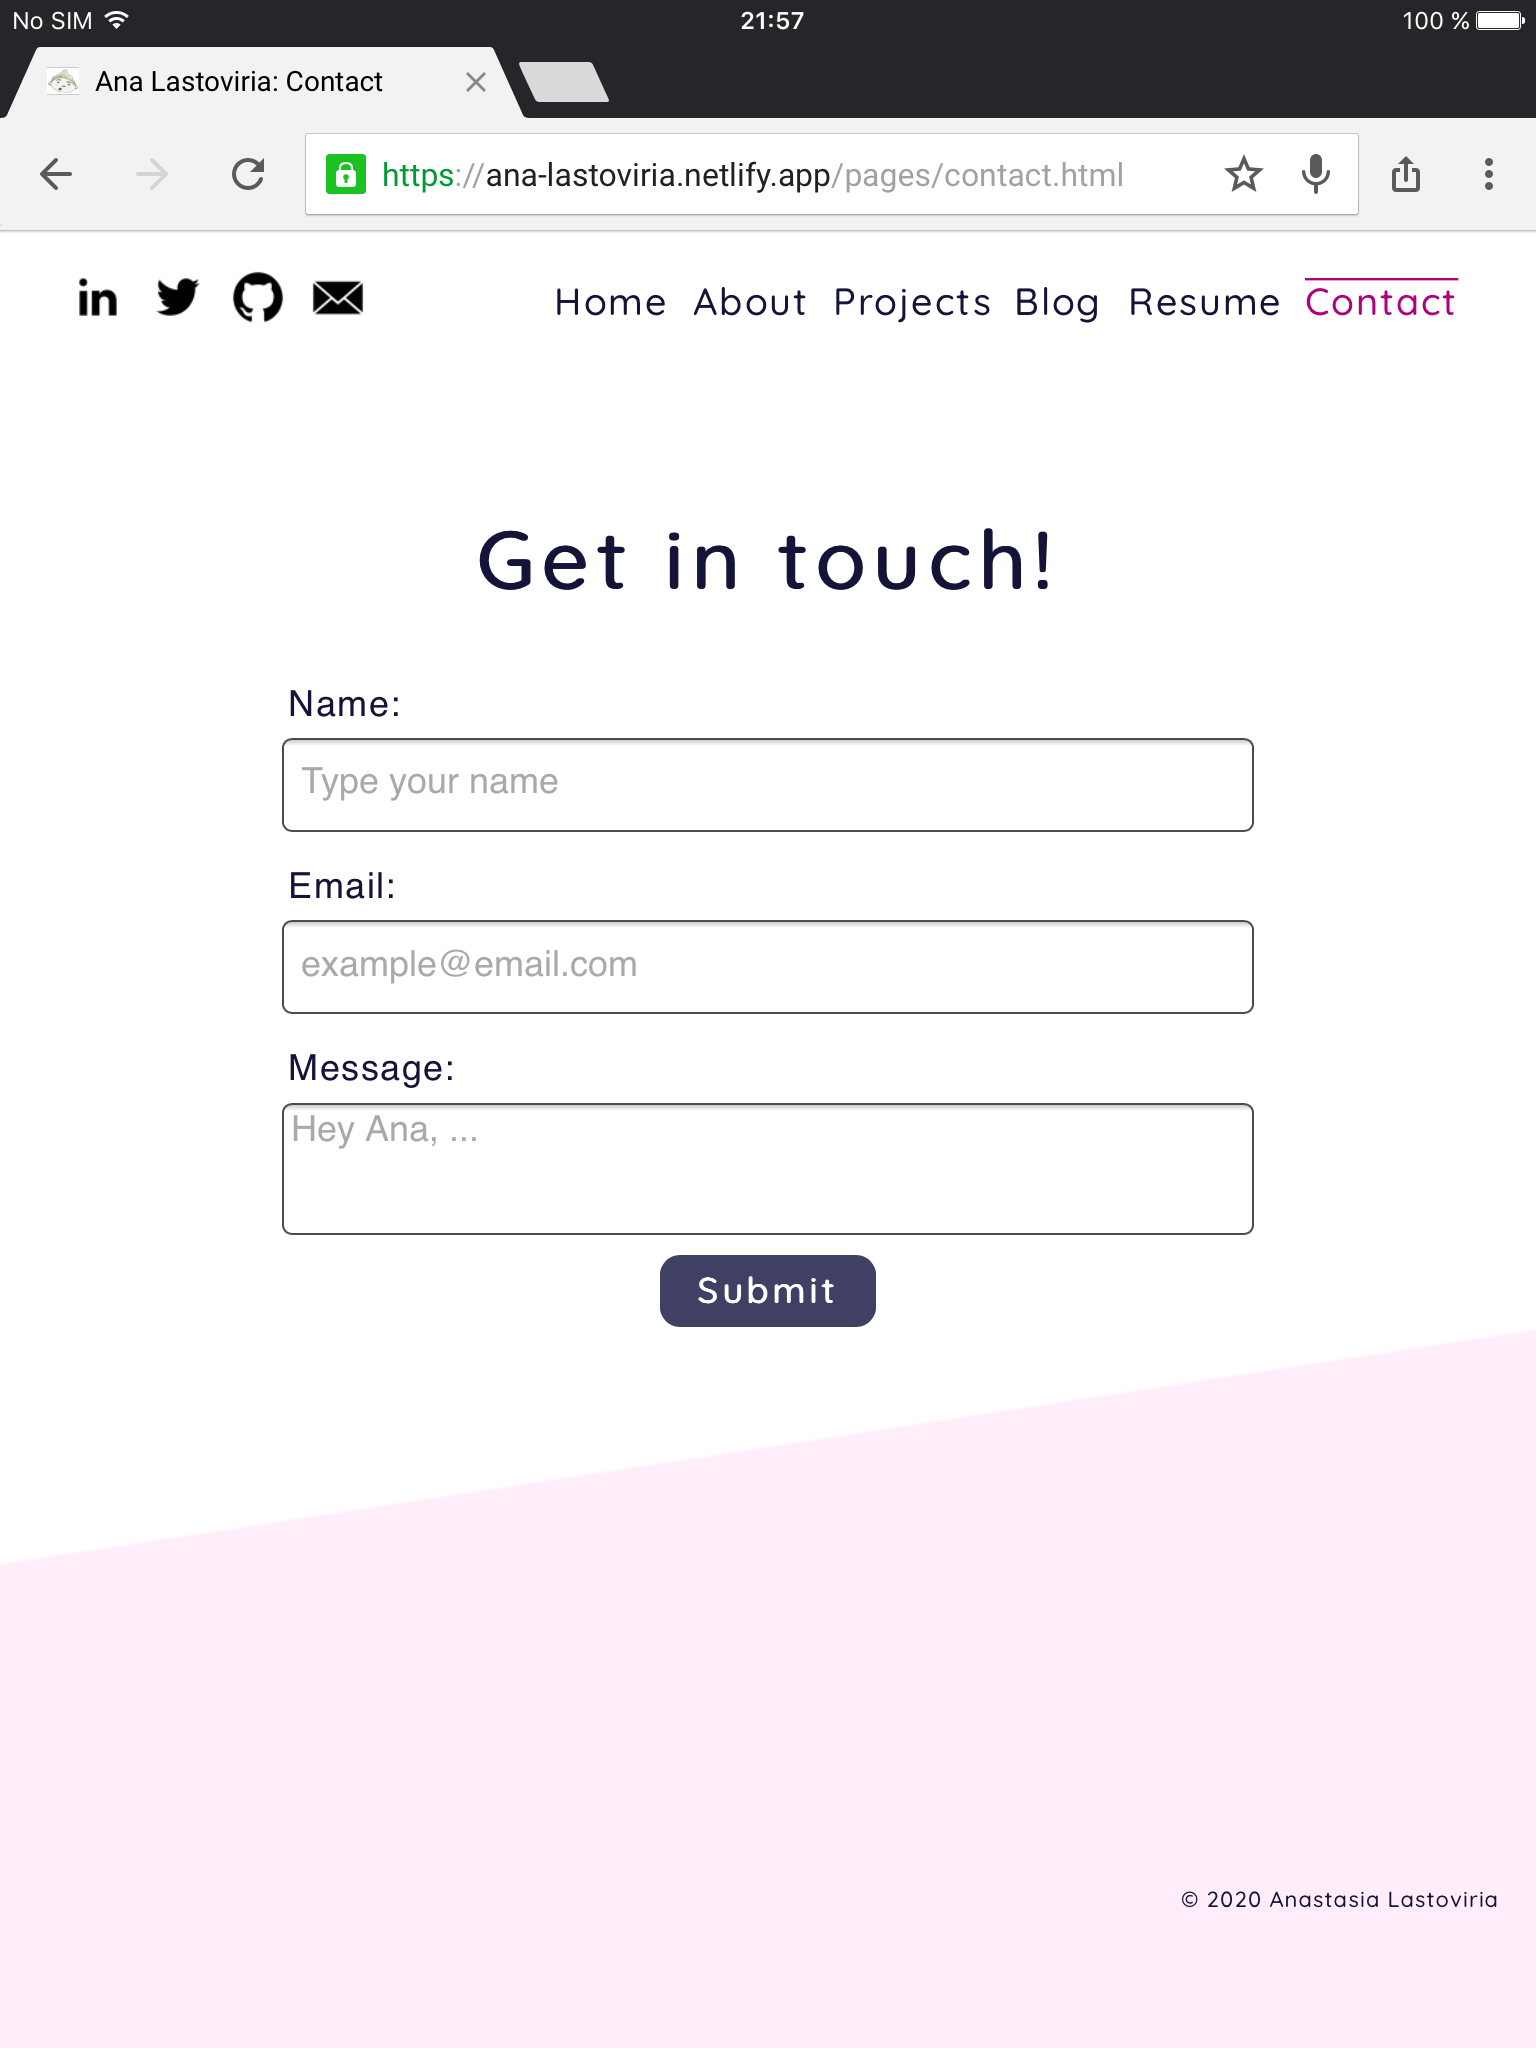 No SIM 21:57 100 %
Ana Lastoviria: Contact
https://ana-lastoviria.netlify.app/pages/contact.html
in Home About Projects Blog Resume Contact
Get in touch!
Name:
Type your name
Email:
example@email.com
Message:
Hey Ana, ...
Submit
© 2020 Anastasia Lastoviria